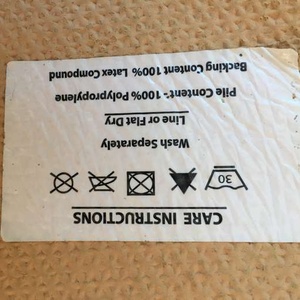 CARE INSTRUCTIONS
30
Wash Separately
Line or Flat Dry
Pile Content - 100% Polypropylene
Backing Content 100% Latex Compound